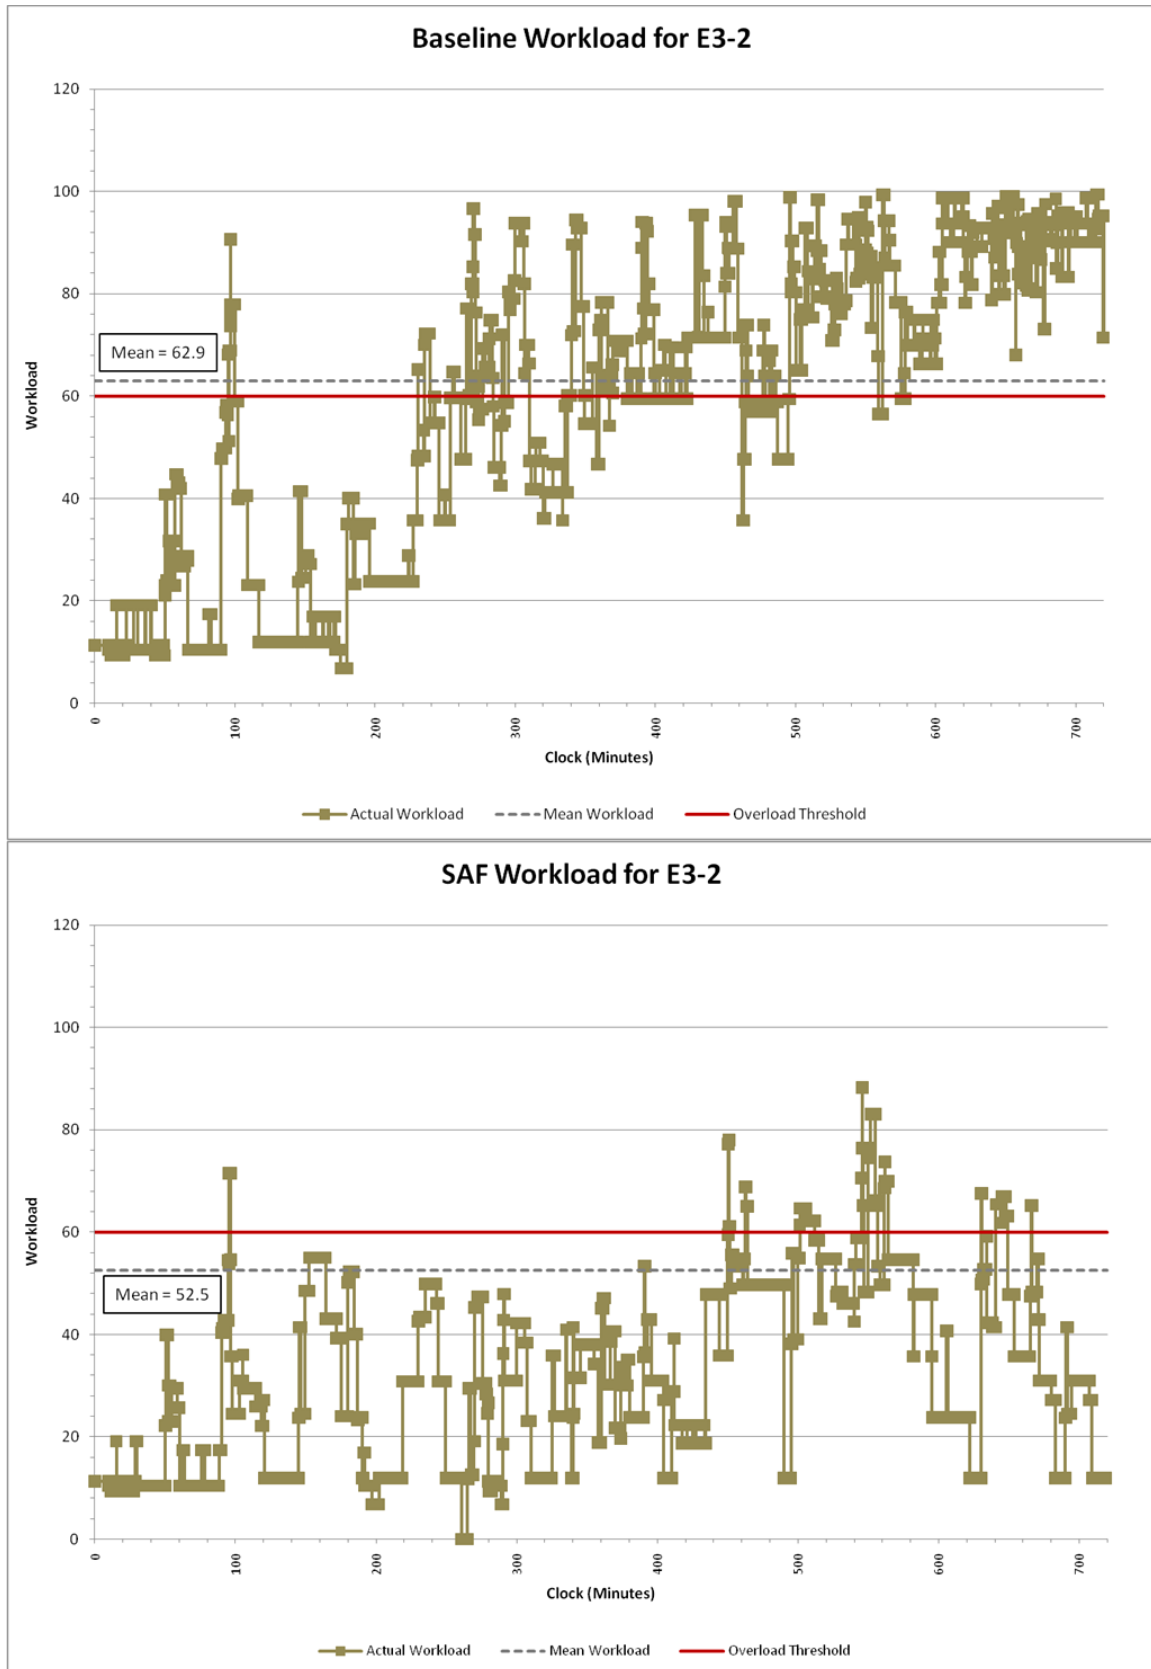 Baseline Workload for E3-2
120
100
80
60
40
20
0
Workload
Mean = 62.9
0 100 200 300 400 500 600 700
Clock (Minutes)
Actual Workload Mean Workload Overload Threshold
SAF Workload for E3-2
120
100
80
60
40
20
0
Workload
Mean = 52.5
0 100 200 300 400 500 600 700
Clock (Minutes)
Actual Workload Mean Workload Overload Threshold